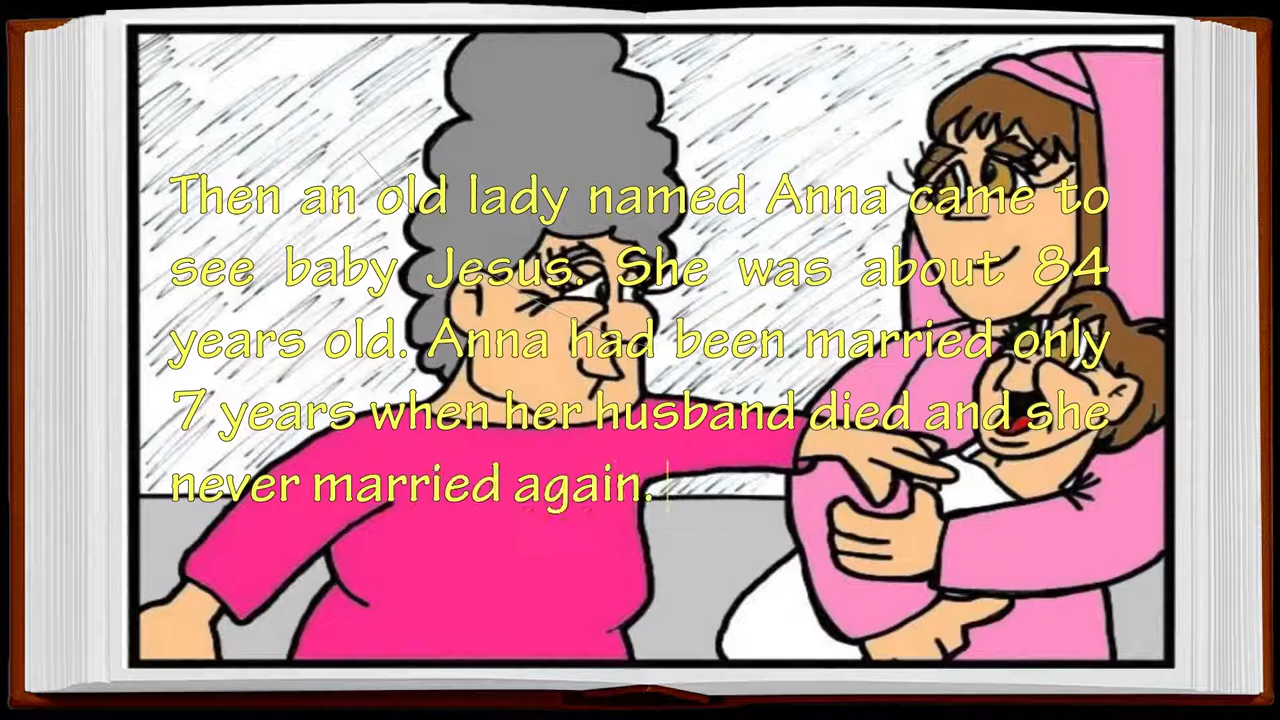 Then an old lady named Anna came to
see baby Jesus. She was about 84
years old. Anna had been married only
7 years when her husband died and she
never married again.